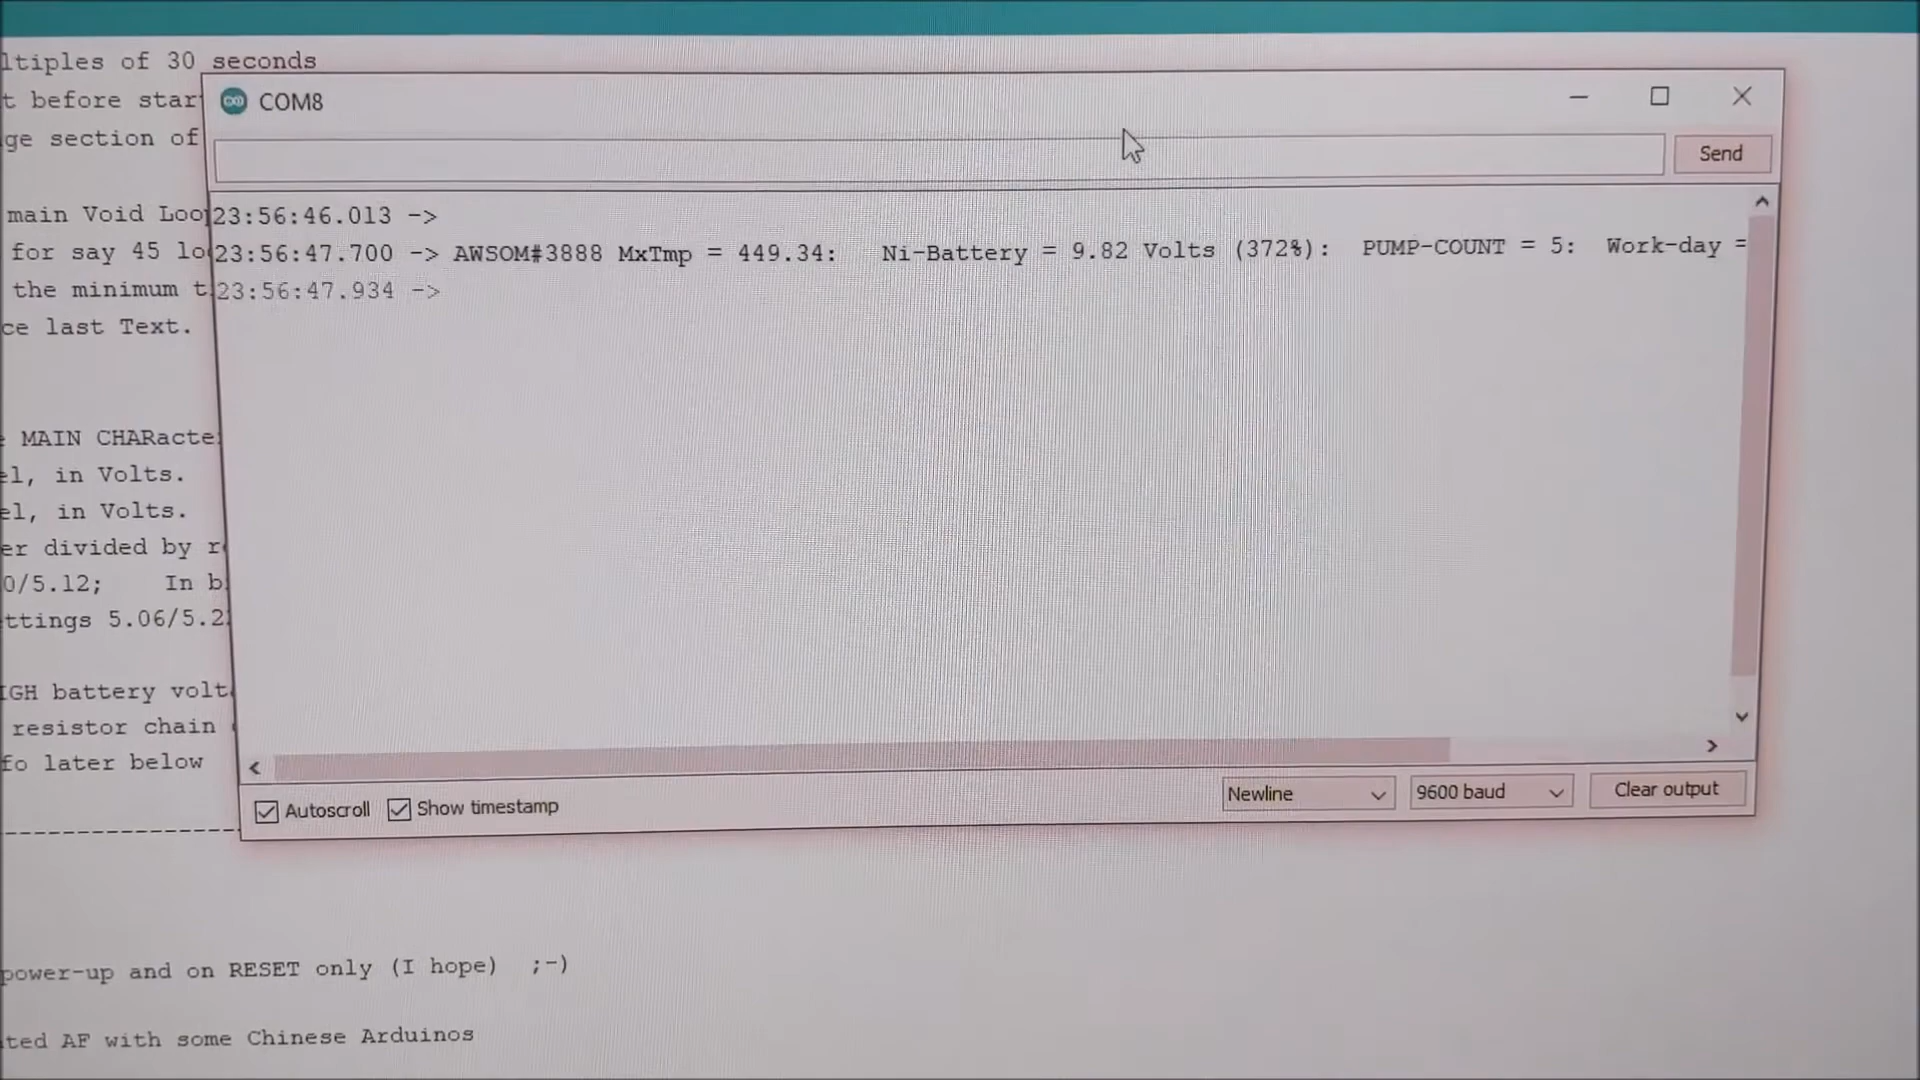 ltiples of 30 seconds
t before star
ge section of
COM8
Send
main Void Loo
for say 45 lo
the minimum t
ce last Text.
23:56:46.013 ->
23:56:47.700 -> AWSOM#3888 MxTmp = 449.34: Ni-Battery = 9.82 Volts (372%): PUMP-COUNT = 5: Work-day =
23:56:47.934 ->
MAIN CHARacte
el, in Volts.
el, in Volts.
er divided by r
0/5.12; In b
ttings 5.06/5.2
IGH battery volt
resistor chain
fo later below
Autoscroll Show timestamp Newline 9600 baud Clear output
--------------------
power-up and on RESET only (I hope) ;-)
ted AF with some Chinese Arduinos